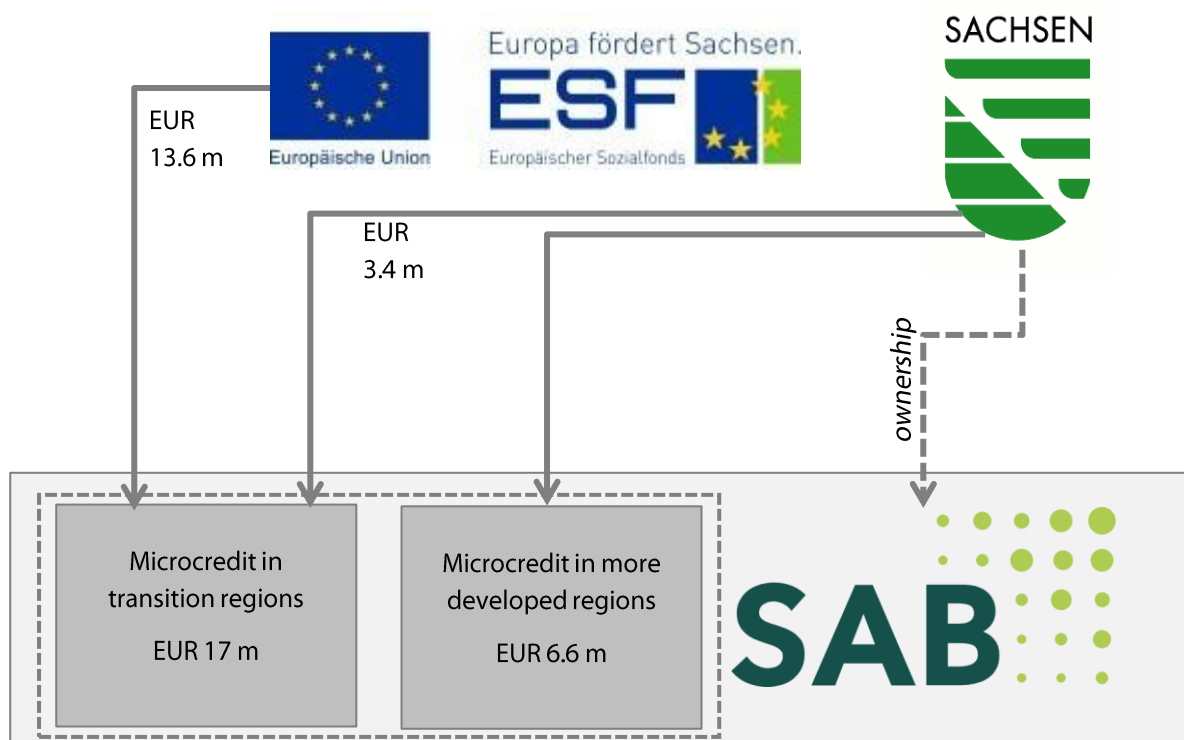 SACHSEN
Europa fördert Sachsen.
ESF
Europäische Union
Europäischer Sozialfonds
EUR
13.6 m
EUR
3.4 m
ownership
Microcredit in
transition regions
EUR 17 m
Microcredit in more
developed regions
EUR 6.6 m
SAB